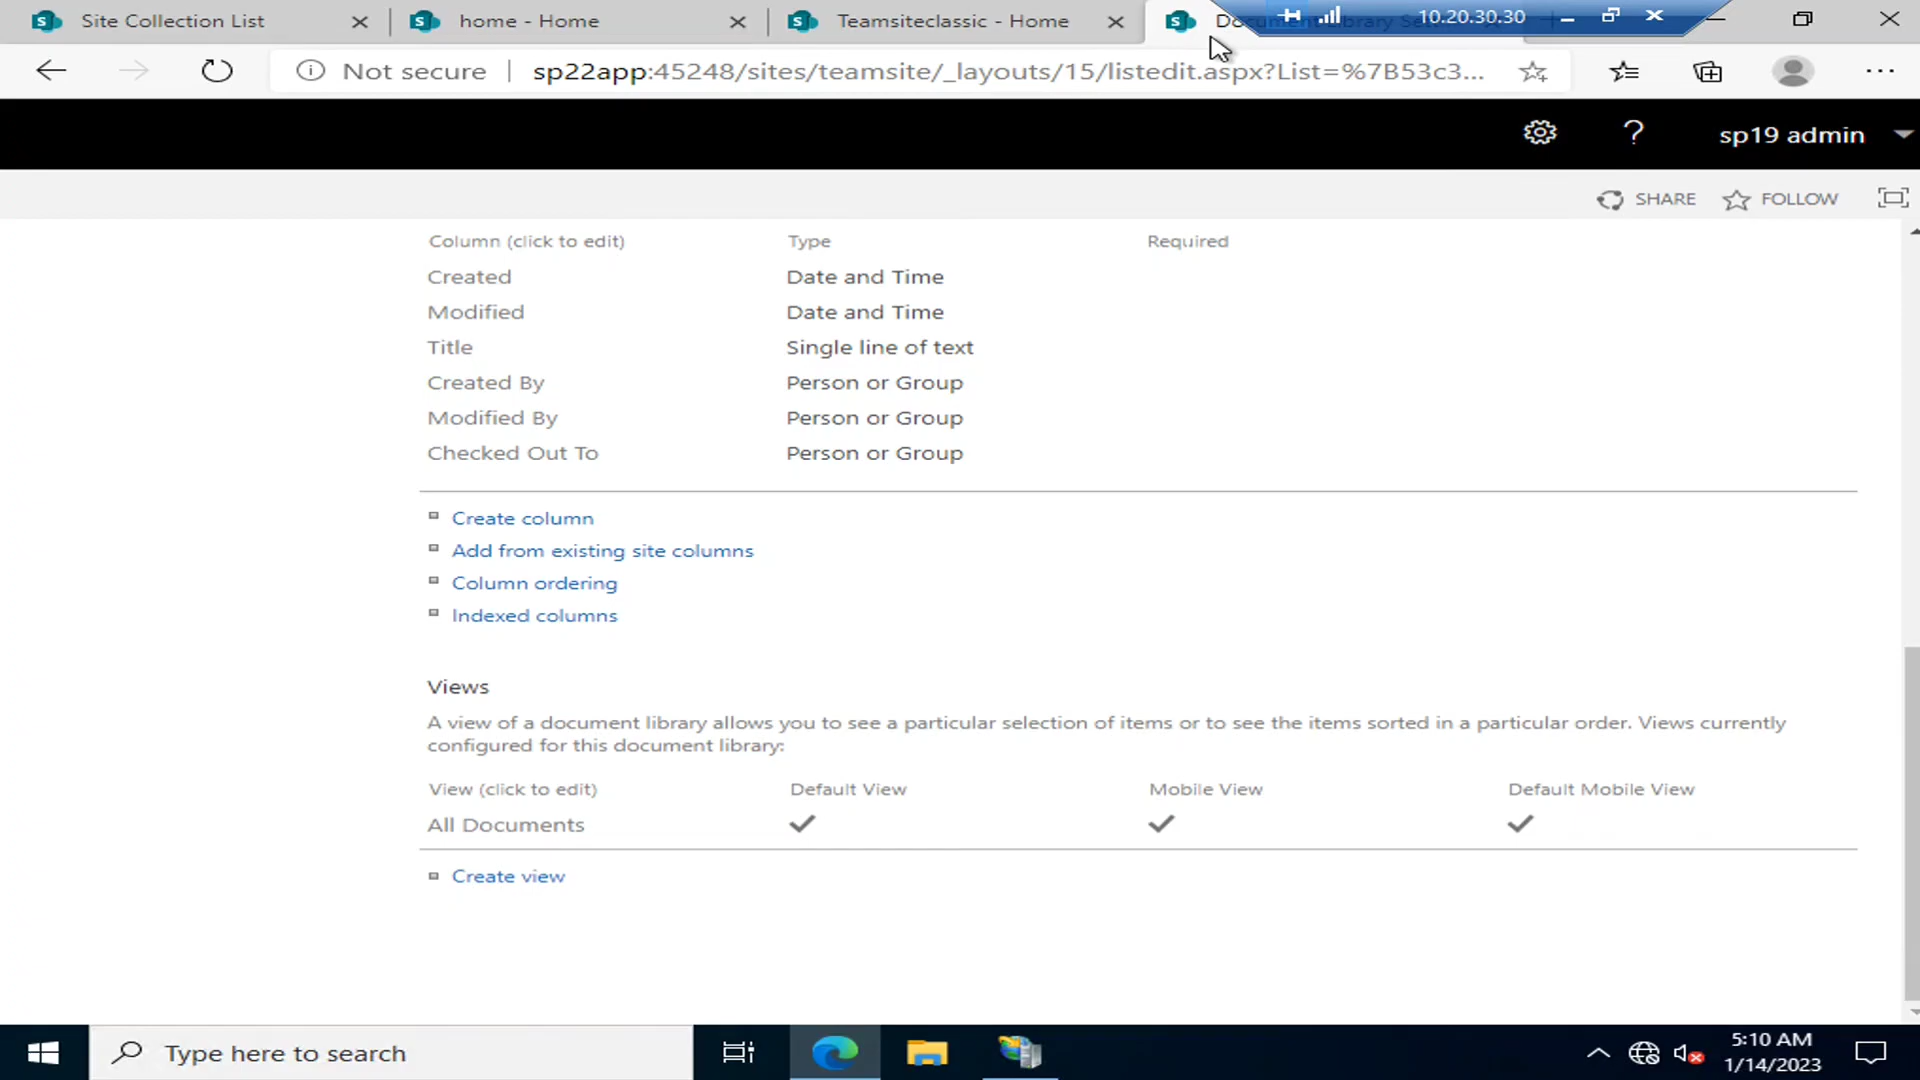 Site Collection List
home - Home
Teamsiteclassic - Home
10.20.30.30
Not secure
sp22app:45248/sites/teamsite/_layouts/15/listedit.aspx?List=%7B53c3...
sp19 admin
SHARE
FOLLOW
Column (click to edit) Type Required
Created Date and Time
Modified Date and Time
Title Single line of text
Created By Person or Group
Modified By Person or Group
Checked Out To Person or Group
Create column
Add from existing site columns
Column ordering
Indexed columns
Views
A view of a document library allows you to see a particular selection of items or to see the items sorted in a particular order. Views currently
configured for this document library:
View (click to edit) Default View Mobile View Default Mobile View
All Documents
Create view
Type here to search
5:10 AM
1/14/2023